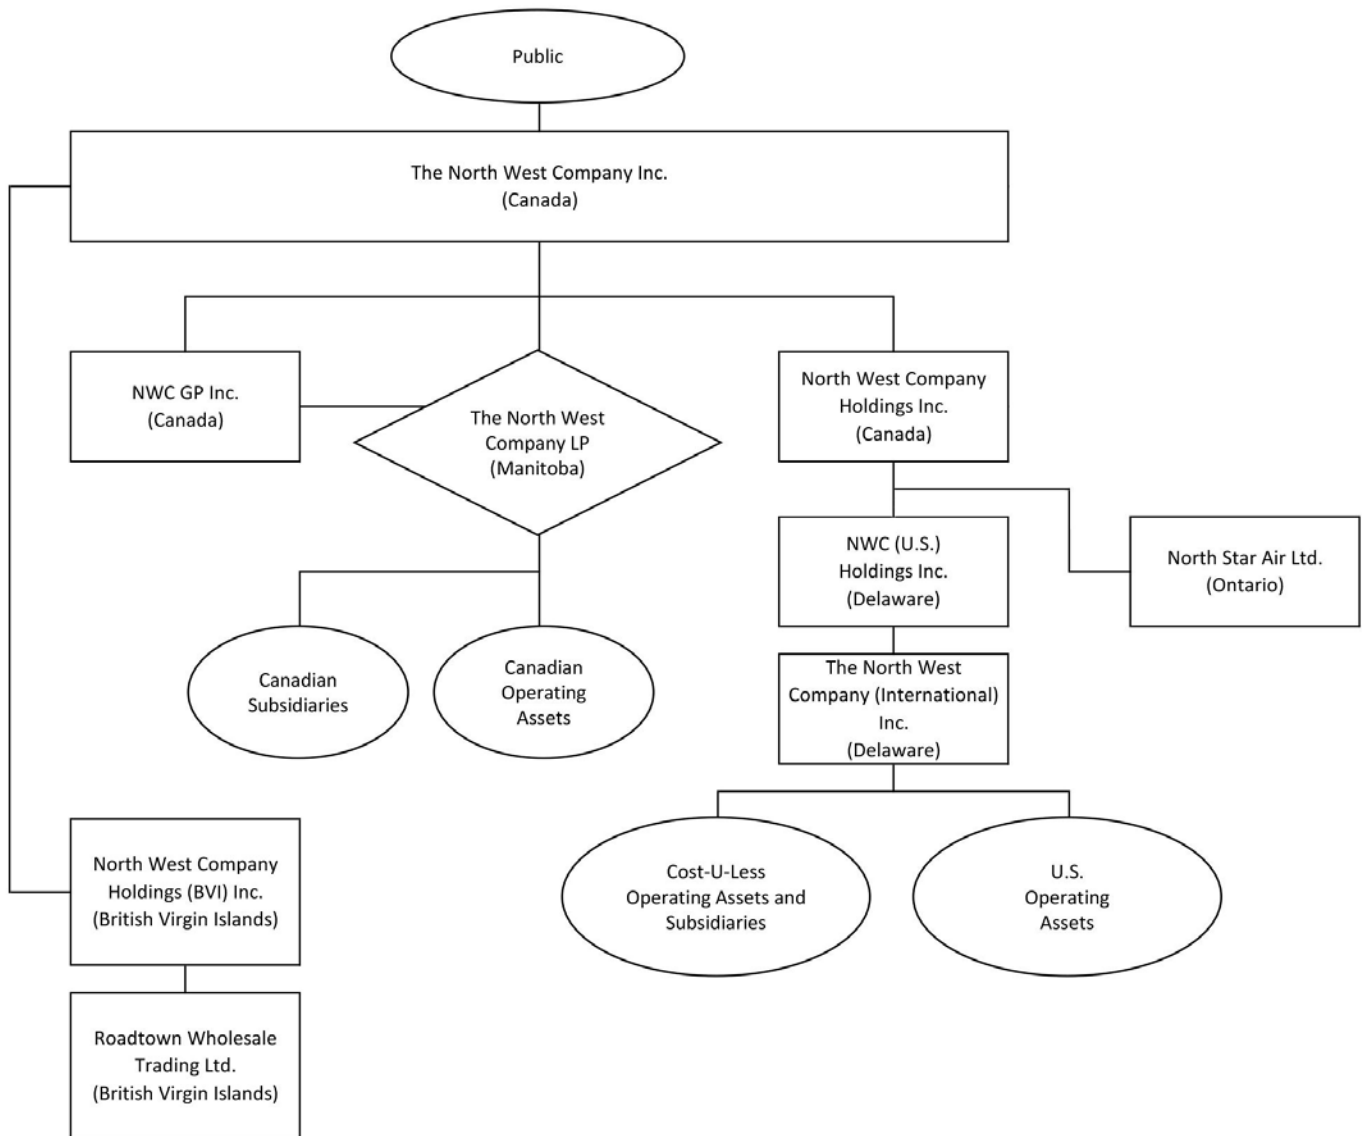 Public
The North West Company Inc.
(Canada)
NWC GP Inc.
(Canada)
The North West
Company LP
(Manitoba)
North West Company
Holdings Inc.
(Canada)
NWC (U.S.)
Holdings Inc.
(Delaware)
North Star Air Ltd.
(Ontario)
Canadian
Subsidiaries
Canadian
Operating
Assets
The North West
Company (International)
Inc.
(Delaware)
North West Company
Holdings (BVI) Inc.
(British Virgin Islands)
Cost-U-Less
Operating Assets and
Subsidiaries
U.S.
Operating
Assets
Roadtown Wholesale
Trading Ltd.
(British Virgin Islands)